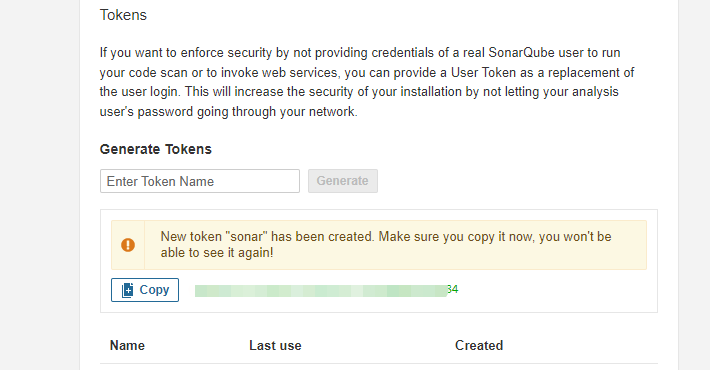 Tokens
If you want to enforce security by not providing credentials of a real SonarQube user to run
your code scan or to invoke web services, you can provide a User Token as a replacement of
the user login. This will increase the security of your installation by not letting your analysis
user's password going through your network.
Generate Tokens
Enter Token Name
Generate
New token "sonar" has been created. Make sure you copy it now, you won't be
able to see it again!
Copy
34
Name Last use Created